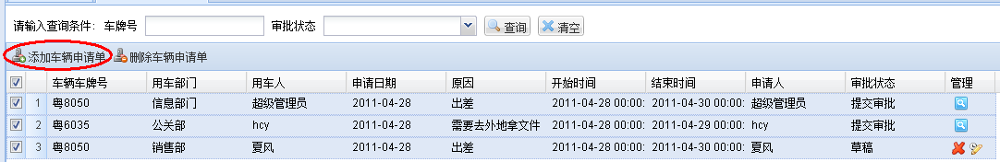 请输入查询条件: 车牌号 审批状态 查询 清空
添加车辆申请单 删除车辆申请单
车辆车牌号 用车部门 用车人 申请日期 原因 开始时间 结束时间 申请人 审批状态 管理
1 粤8050 信息部门 超级管理员 2011-04-28 出差 2011-04-28 00:00: 2011-04-30 00:00: 超级管理员 提交审批
2 粤6035 公关部 hcy 2011-04-28 需要去外地拿文件 2011-04-28 00:00: 2011-04-29 00:00: hcy 提交审批
3 粤8050 销售部 夏风 2011-04-28 出差 2011-04-28 00:00: 2011-04-30 00:00: 夏风 草稿